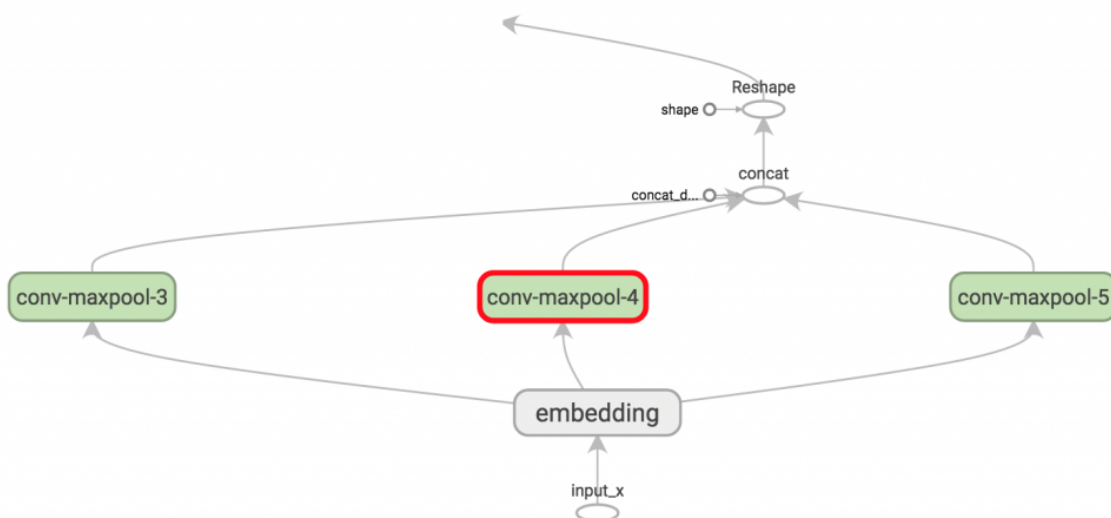 Reshape
shape
concat
concat_d...
conv-maxpool-3
conv-maxpool-4
conv-maxpool-5
embedding
input_x